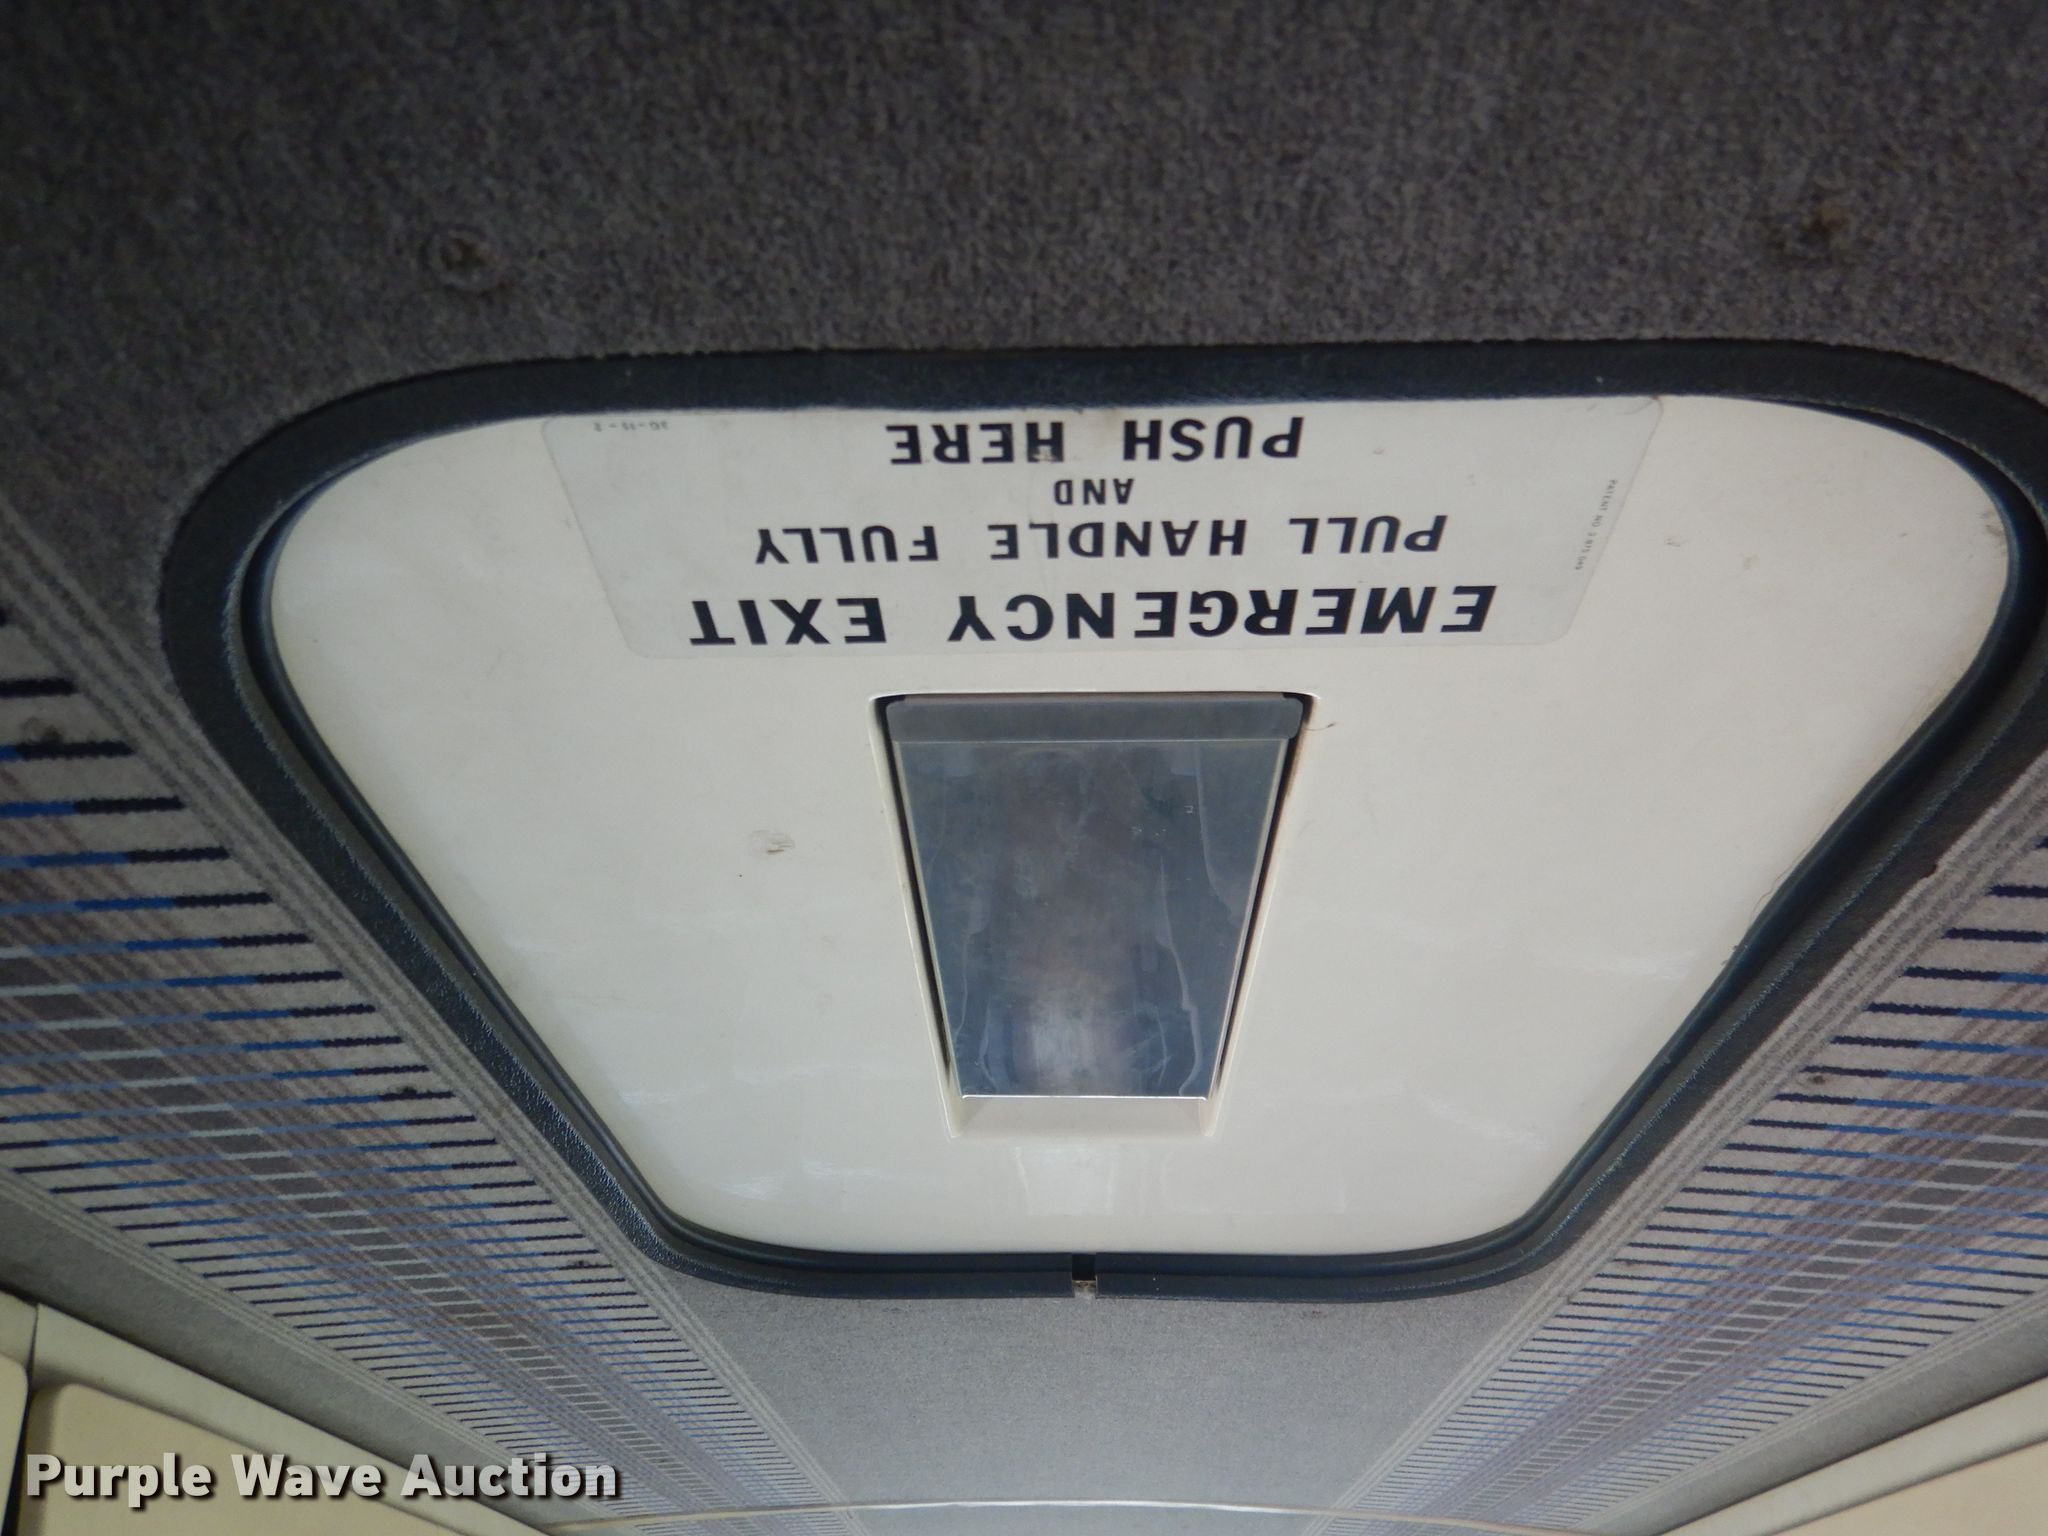 EMERGENCY EXIT
PULL HANDLE FULLY
AND
PUSH HERE
Purple Wave Auction